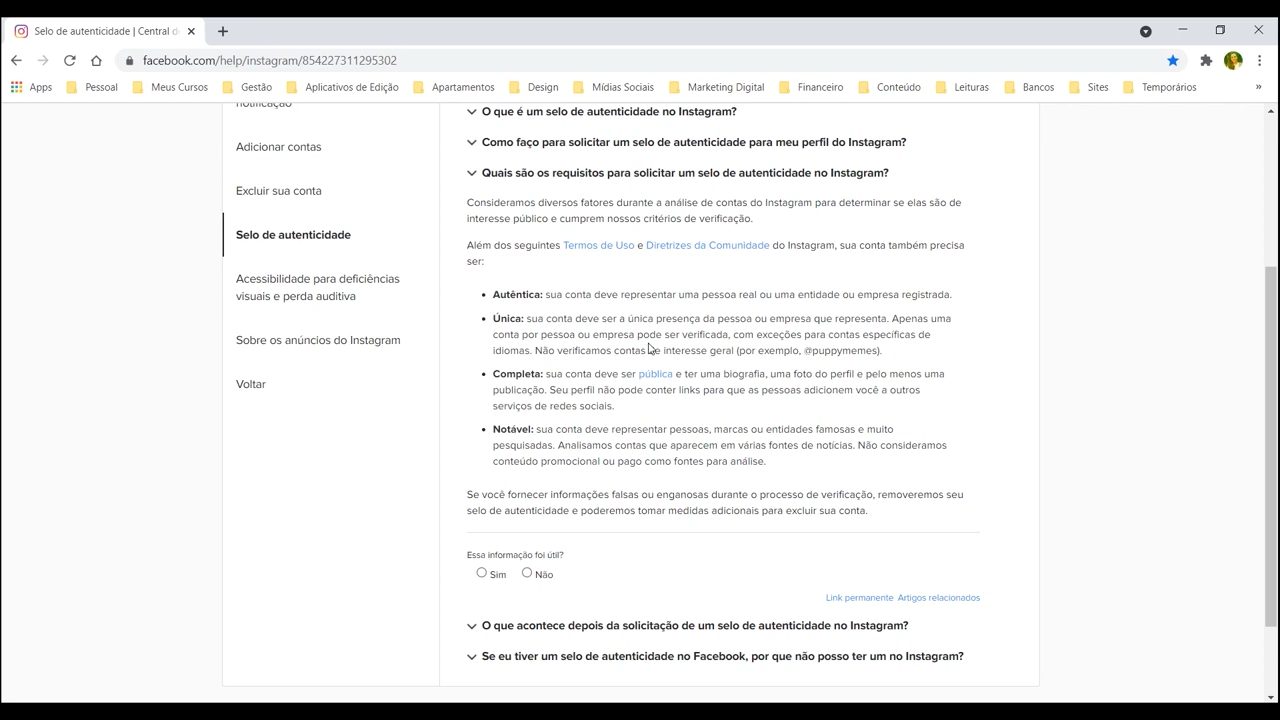 Selo de autenticidade | Central d
facebook.com/help/instagram/854227311295302
Apps Pessoal Meus Cursos Gestão Aplicativos de Edição Apartamentos Design Mídias Sociais Marketing Digital Financeiro Conteúdo Leituras Bancos Sites Temporários »
notificação
Adicionar contas
Excluir sua conta
Selo de autenticidade
Acessibilidade para deficiências
visuais e perda auditiva
Sobre os anúncios do Instagram
Voltar
O que é um selo de autenticidade no Instagram?
Como faço para solicitar um selo de autenticidade para meu perfil do Instagram?
Quais são os requisitos para solicitar um selo de autenticidade no Instagram?
Consideramos diversos fatores durante a análise de contas do Instagram para determinar se elas são de
interesse público e cumprem nossos critérios de verificação.
Além dos seguintes Termos de Uso e Diretrizes da Comunidade do Instagram, sua conta também precisa
ser:
• Autêntica: sua conta deve representar uma pessoa real ou uma entidade ou empresa registrada.
• Única: sua conta deve ser a única presença da pessoa ou empresa que representa. Apenas uma
conta por pessoa ou empresa pode ser verificada, com exceções para contas específicas de
idiomas. Não verificamos contas de interesse geral (por exemplo, @puppymemes).
• Completa: sua conta deve ser pública e ter uma biografia, uma foto do perfil e pelo menos uma
publicação. Seu perfil não pode conter links para que as pessoas adicionem você a outros
serviços de redes sociais.
• Notável: sua conta deve representar pessoas, marcas ou entidades famosas e muito
pesquisadas. Analisamos contas que aparecem em várias fontes de notícias. Não consideramos
conteúdo promocional ou pago como fontes para análise.
Se você fornecer informações falsas ou enganosas durante o processo de verificação, removeremos seu
selo de autenticidade e poderemos tomar medidas adicionais para excluir sua conta.
Essa informação foi útil?
Sim Não
Link permanente Artigos relacionados
O que acontece depois da solicitação de um selo de autenticidade no Instagram?
Se eu tiver um selo de autenticidade no Facebook, por que não posso ter um no Instagram?